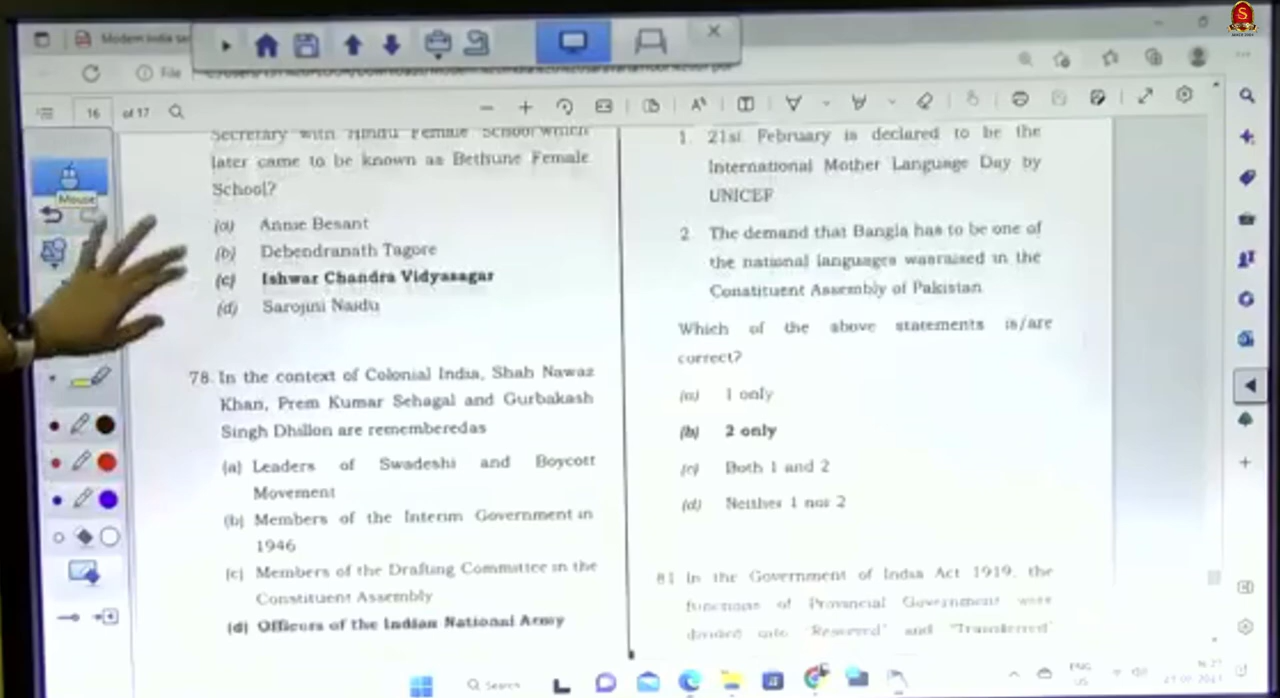 Modern India
File
16 of 17
Secretary with Hindu Female School which
later came to be known as Bethune Female
School?
(a) Annie Besant
(b) Debendranath Tagore
(c) Ishwar Chandra Vidyasagar
(d) Sarojini Naidu
78. In the context of Colonial India, Shah Nawaz
Khan, Prem Kumar Sehagal and Gurbakash
Singh Dhillon are rememberedas
(a) Leaders of Swadeshi and Boycott
Movement
(b) Members of the Interim Government in
1946
(c) Members of the Drafting Committee in the
Constituent Assembly
(d) Officers of the Indian National Army
1. 21st February is declared to be the
International Mother Language Day by
UNICEF
2. The demand that Bangla has to be one of
the national languages wasraised in the
Constituent Assembly of Pakistan
Which of the above statements is/are
correct?
(a) 1 only
(b) 2 only
(c) Both 1 and 2
(d) Neither 1 nor 2
81 In the Government of India Act 1919, the
functions of Provincial Government were
divided into "Reserved" and "Transferred"
Mouse
Search
ENG
US
S